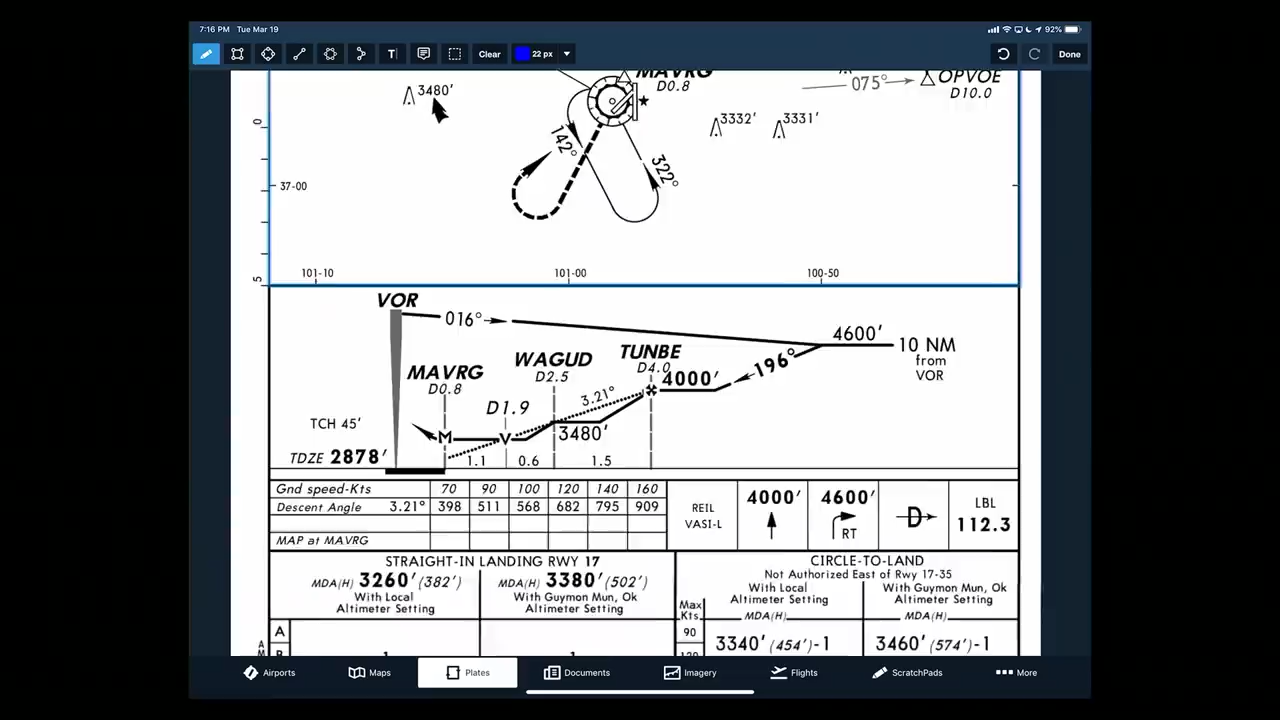 7:16 PM Tue Mar 19 92%
T Clear 22 px Done
MAVRG
D0.8
3480'
075°
OPVOE
D10.0
3332' 3331'
142°
322°
0
37-00
5
101-10 101-00 100-50
VOR
016°
4600'
10 NM
from
VOR
196°
TUNBE
D4.0
4000'
WAGUD
D2.5
3.21°
MAVRG
D0.8
D1.9
3480'
TCH 45'
M V
TDZE 2878'
1.1 0.6 1.5
Gnd speed-Kts 70 90 100 120 140 160
Descent Angle 3.21° 398 511 568 682 795 909
MAP at MAVRG
REIL
VASI-L
4000'
4600'
RT
D
LBL
112.3
STRAIGHT-IN LANDING RWY 17
MDA(H) 3260' (382')
With Local
Altimeter Setting
MDA(H) 3380' (502')
With Guymon Mun, Ok
Altimeter Setting
CIRCLE-TO-LAND
Not Authorized East of Rwy 17-35
With Local
Altimeter Setting
With Guymon Mun, Ok
Altimeter Setting
Max
Kts
MDA(H) MDA(H)
A
90
3340' (454')-1 3460' (574')-1
Airports Maps Plates Documents Imagery Flights ScratchPads More